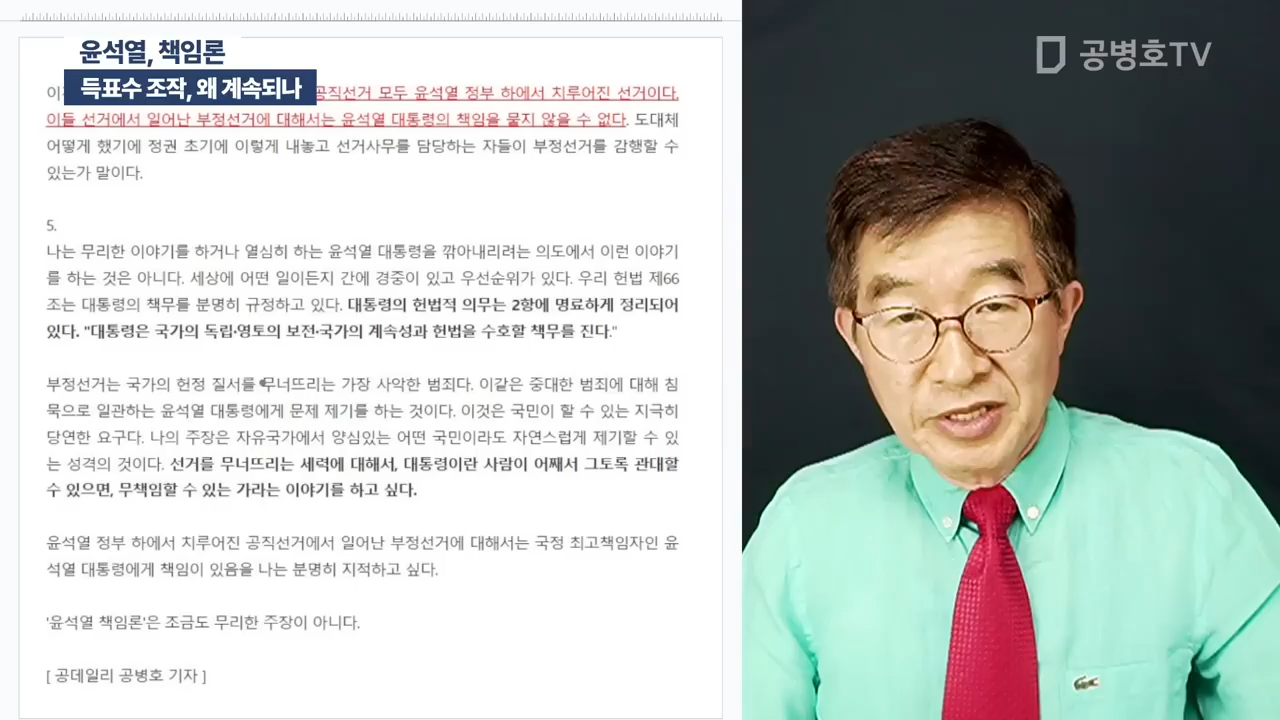 윤석열, 책임론
득표수 조작, 왜 계속되나
공병호TV
공직선거 모두 윤석열 정부 하에서 치루어진 선거이다.
이들 선거에서 일어난 부정선거에 대해서는 윤석열 대통령의 책임을 묻지 않을 수 없다. 도대체
어떻게 했기에 정권 초기에 이렇게 내놓고 선거사무를 담당하는 자들이 부정선거를 감행할 수
있는가 말이다.
5.
나는 무리한 이야기를 하거나 열심히 하는 윤석열 대통령을 깎아내리려는 의도에서 이런 이야기
를 하는 것은 아니다. 세상에 어떤 일이든지 간에 경중이 있고 우선순위가 있다. 우리 헌법 제66
조는 대통령의 책무를 분명히 규정하고 있다. 대통령의 헌법적 의무는 2항에 명료하게 정리되어
있다. "대통령은 국가의 독립·영토의 보전·국가의 계속성과 헌법을 수호할 책무를 진다."
부정선거는 국가의 헌정 질서를 무너뜨리는 가장 사악한 범죄다. 이같은 중대한 범죄에 대해 침
묵으로 일관하는 윤석열 대통령에게 문제 제기를 하는 것이다. 이것은 국민이 할 수 있는 지극히
당연한 요구다. 나의 주장은 자유국가에서 양심있는 어떤 국민이라도 자연스럽게 제기할 수 있
는 성격의 것이다. 선거를 무너뜨리는 세력에 대해서, 대통령이란 사람이 어째서 그토록 관대할
수 있으면, 무책임할 수 있는 가라는 이야기를 하고 싶다.
윤석열 정부 하에서 치루어진 공직선거에서 일어난 부정선거에 대해서는 국정 최고책임자인 윤
석열 대통령에게 책임이 있음을 나는 분명히 지적하고 싶다.
'윤석열 책임론'은 조금도 무리한 주장이 아니다.
[ 공데일리 공병호 기자 ]